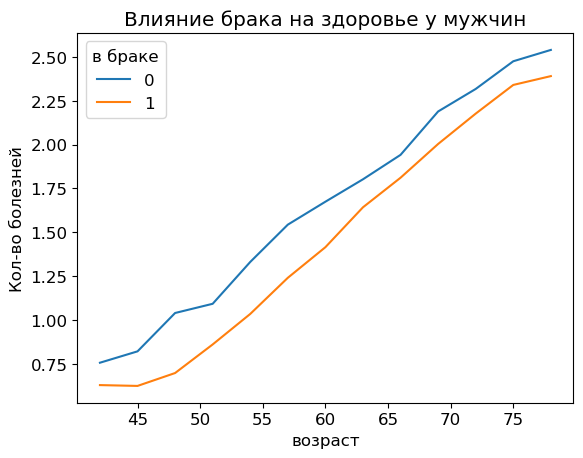 Влияние брака на здоровье у мужчин
в браке
0
1
Кол-во болезней
2.50
2.25
2.00
1.75
1.50
1.25
1.00
0.75
45 50 55 60 65 70 75
возраст